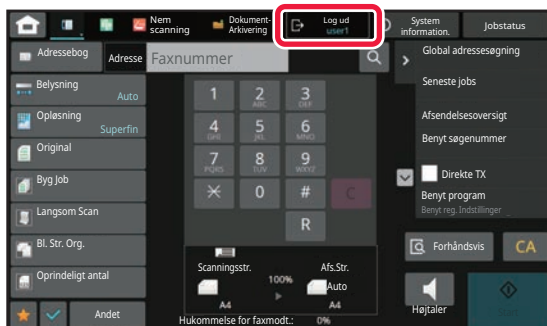 Nem
scanning
Dokument-
Arkivering
Log ud
user1
System
information.
Jobstatus
Adressebog
Adresse
Faxnummer
Global adressesøgning
Belysning
Auto
Seneste jobs
Opløsning
Superfin
Afsendelsesoversigt
Benyt søgenummer
Original
Byg Job
Direkte TX
Benyt program
Benyt reg. Indstillinger
Langsom Scan
Bl. Str. Org.
Oprindeligt antal
Andet
1
2
ABC
3
DEF
4
GHI
5
JKL
6
MNO
7
PQRS
8
TUV
9
WXYZ
0
#
C
R
Scanningsstr.
100%
Afs.Str.
Auto
A4
A4
Hukommelse for faxmodt.: 0%
Forhåndsvis
CA
Højtaler
Start